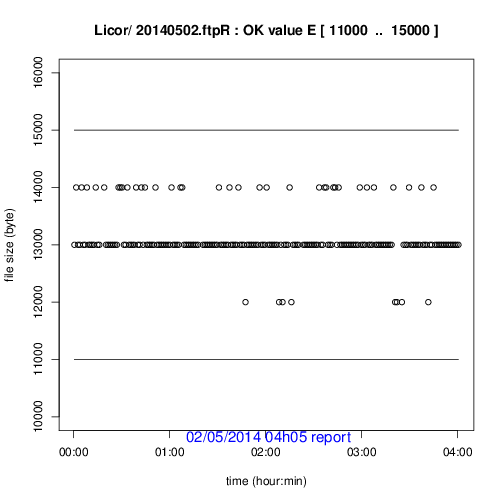 Licor/ 20140502.ftpR : OK value E [ 11000 .. 15000 ]
16000
15000
14000
13000
12000
11000
10000
file size (byte)
00:00 01:00 02:00 03:00 04:00
02/05/2014 04h05 report
time (hour:min)